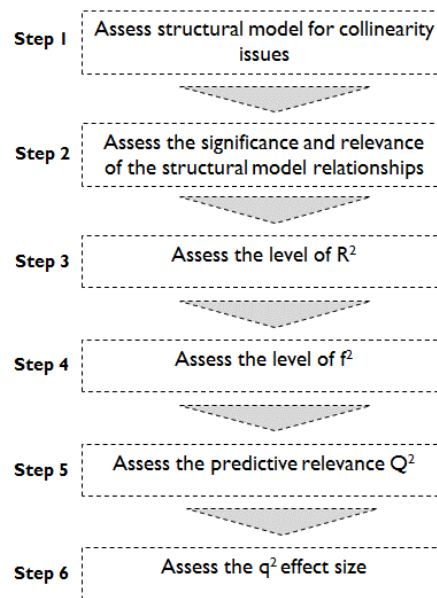 Step 1
Assess structural model for collinearity
issues
Step 2
Assess the significance and relevance
of the structural model relationships
Step 3
Assess the level of R²
Step 4
Assess the level of f²
Step 5
Assess the predictive relevance Q²
Step 6
Assess the q² effect size